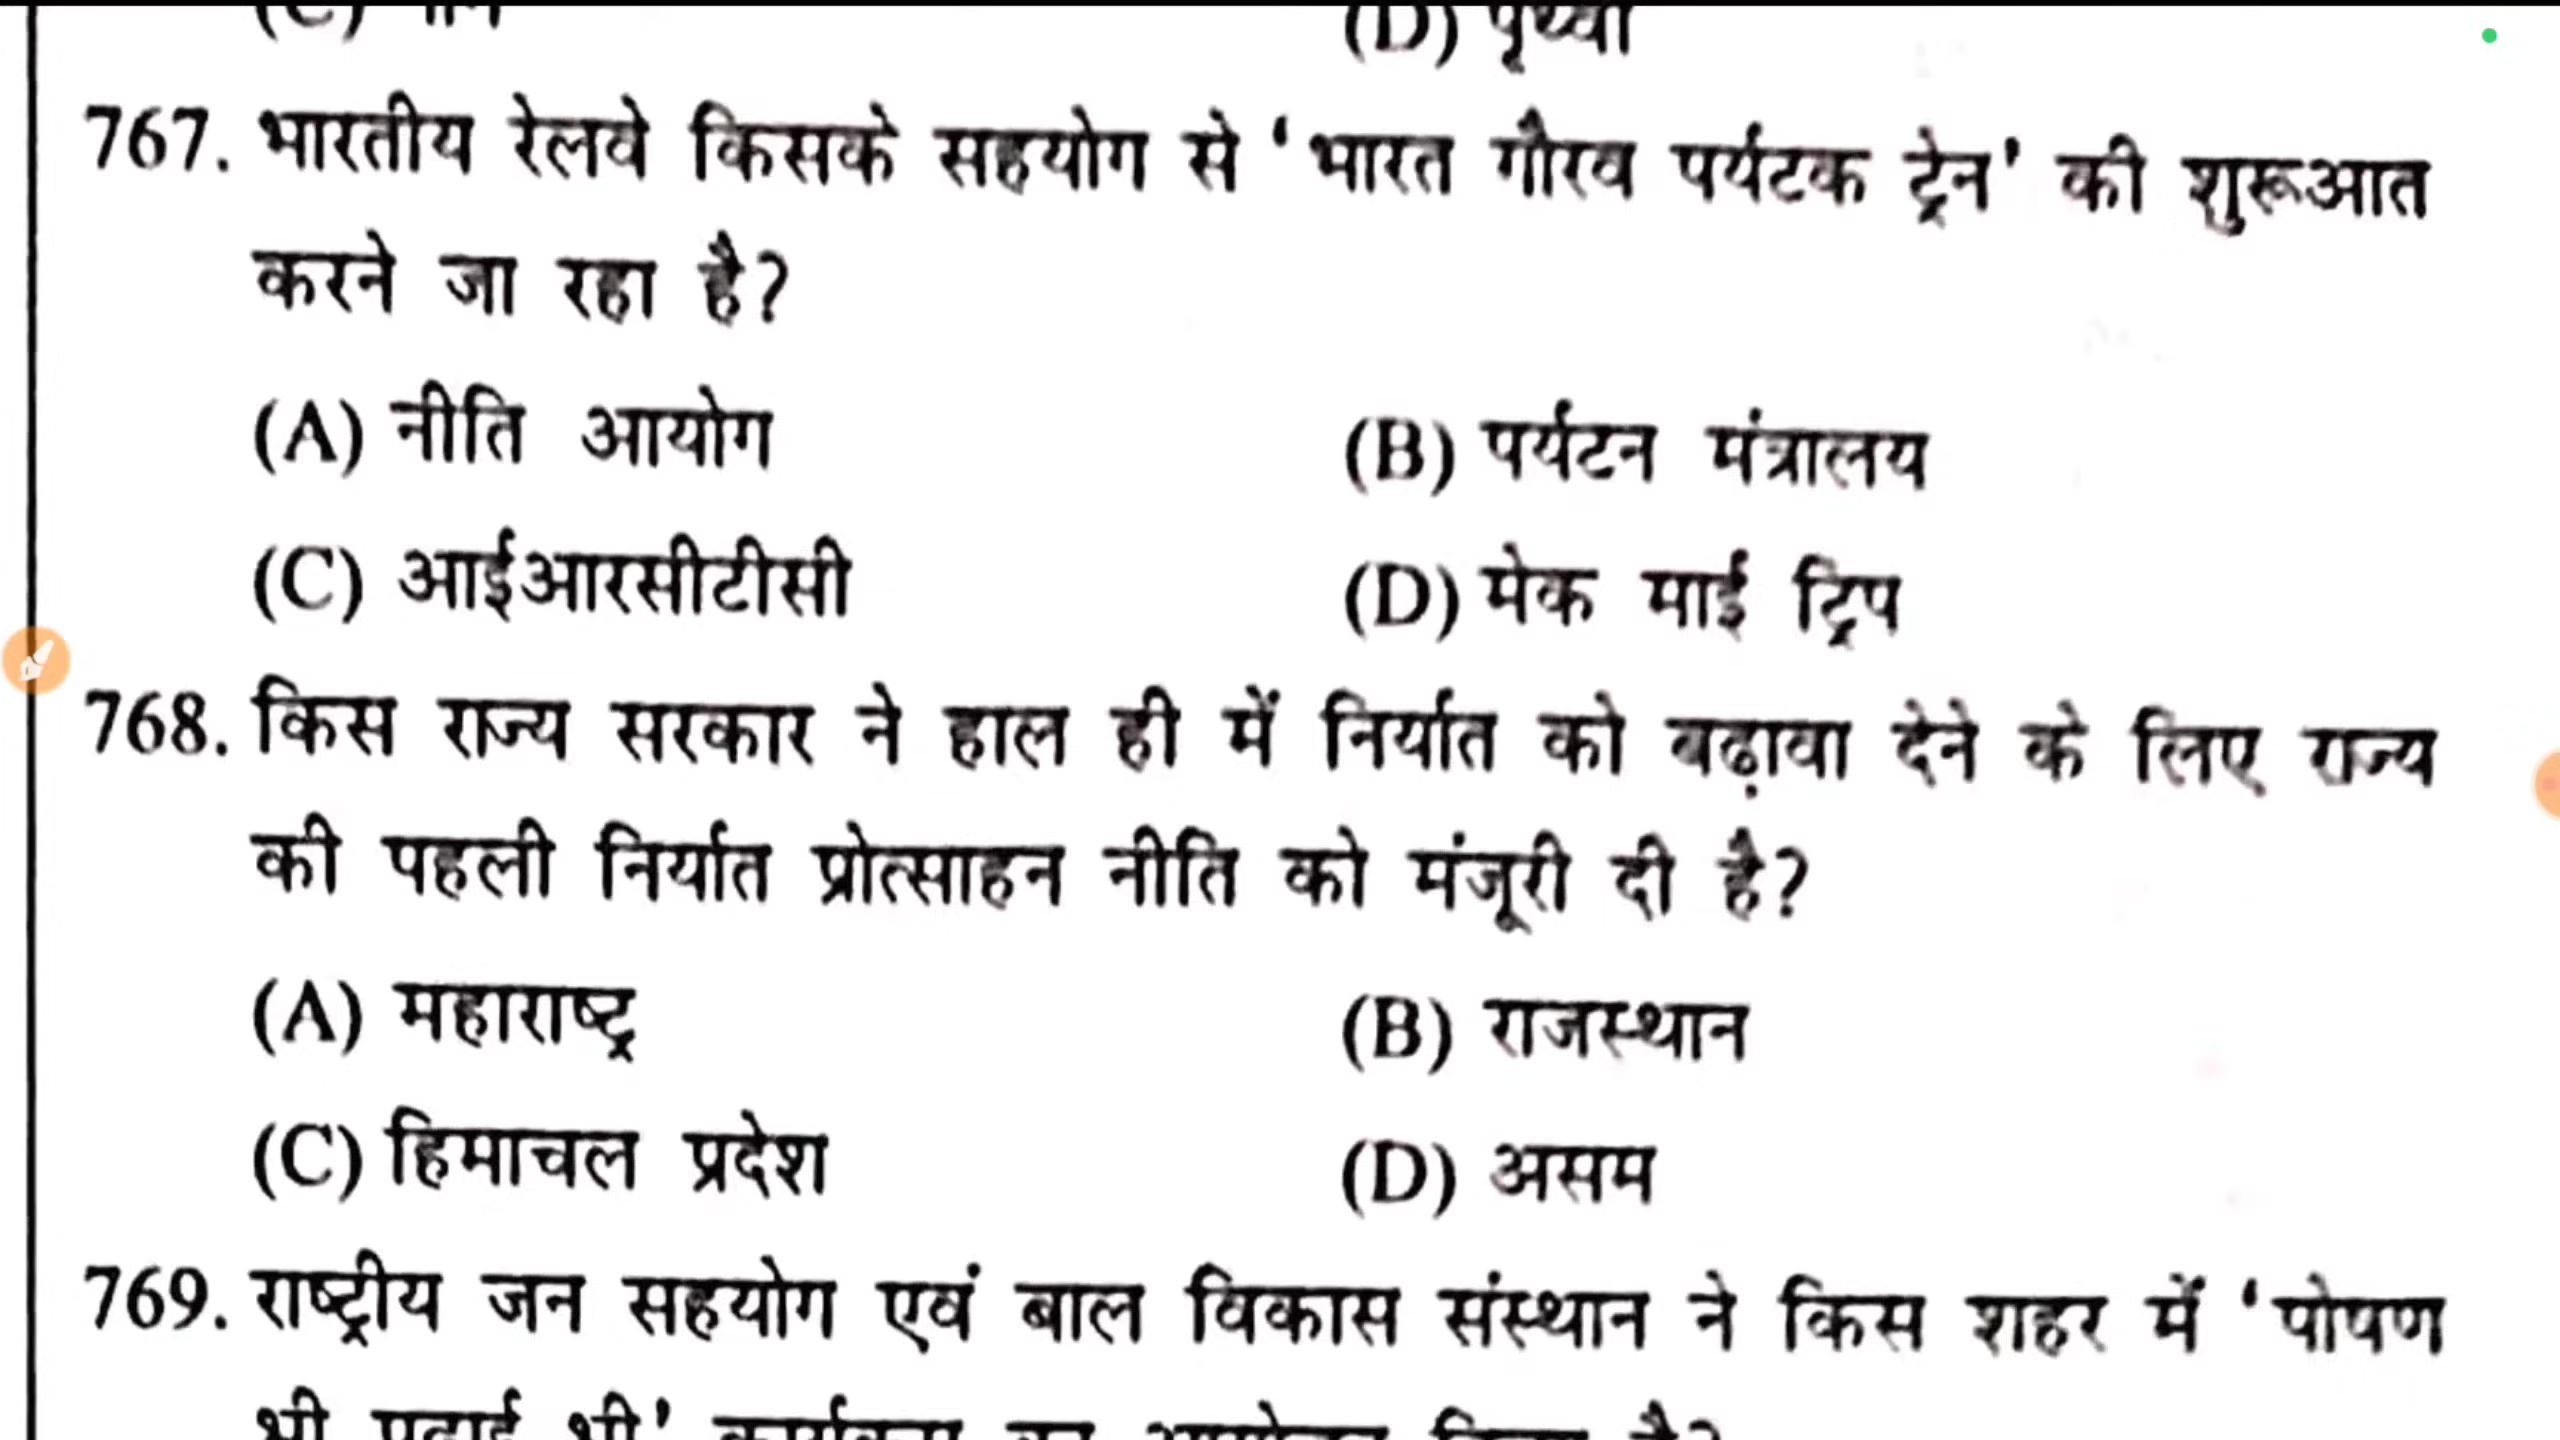 (D) पृथ्वी
767. भारतीय रेलवे किसके सहयोग से ‘भारत गौरव पर्यटक ट्रेन’ की शुरूआत
करने जा रहा है?
(A) नीति आयोग (B) पर्यटन मंत्रालय
(C) आईआरसीटीसी (D) मेक माई ट्रिप
768. किस राज्य सरकार ने हाल ही में निर्यात को बढ़ावा देने के लिए राज्य
की पहली निर्यात प्रोत्साहन नीति को मंजूरी दी है?
(A) महाराष्ट्र (B) राजस्थान
(C) हिमाचल प्रदेश (D) असम
769. राष्ट्रीय जन सहयोग एवं बाल विकास संस्थान ने किस शहर में ‘पोषण
भी पढ़ाई भी’